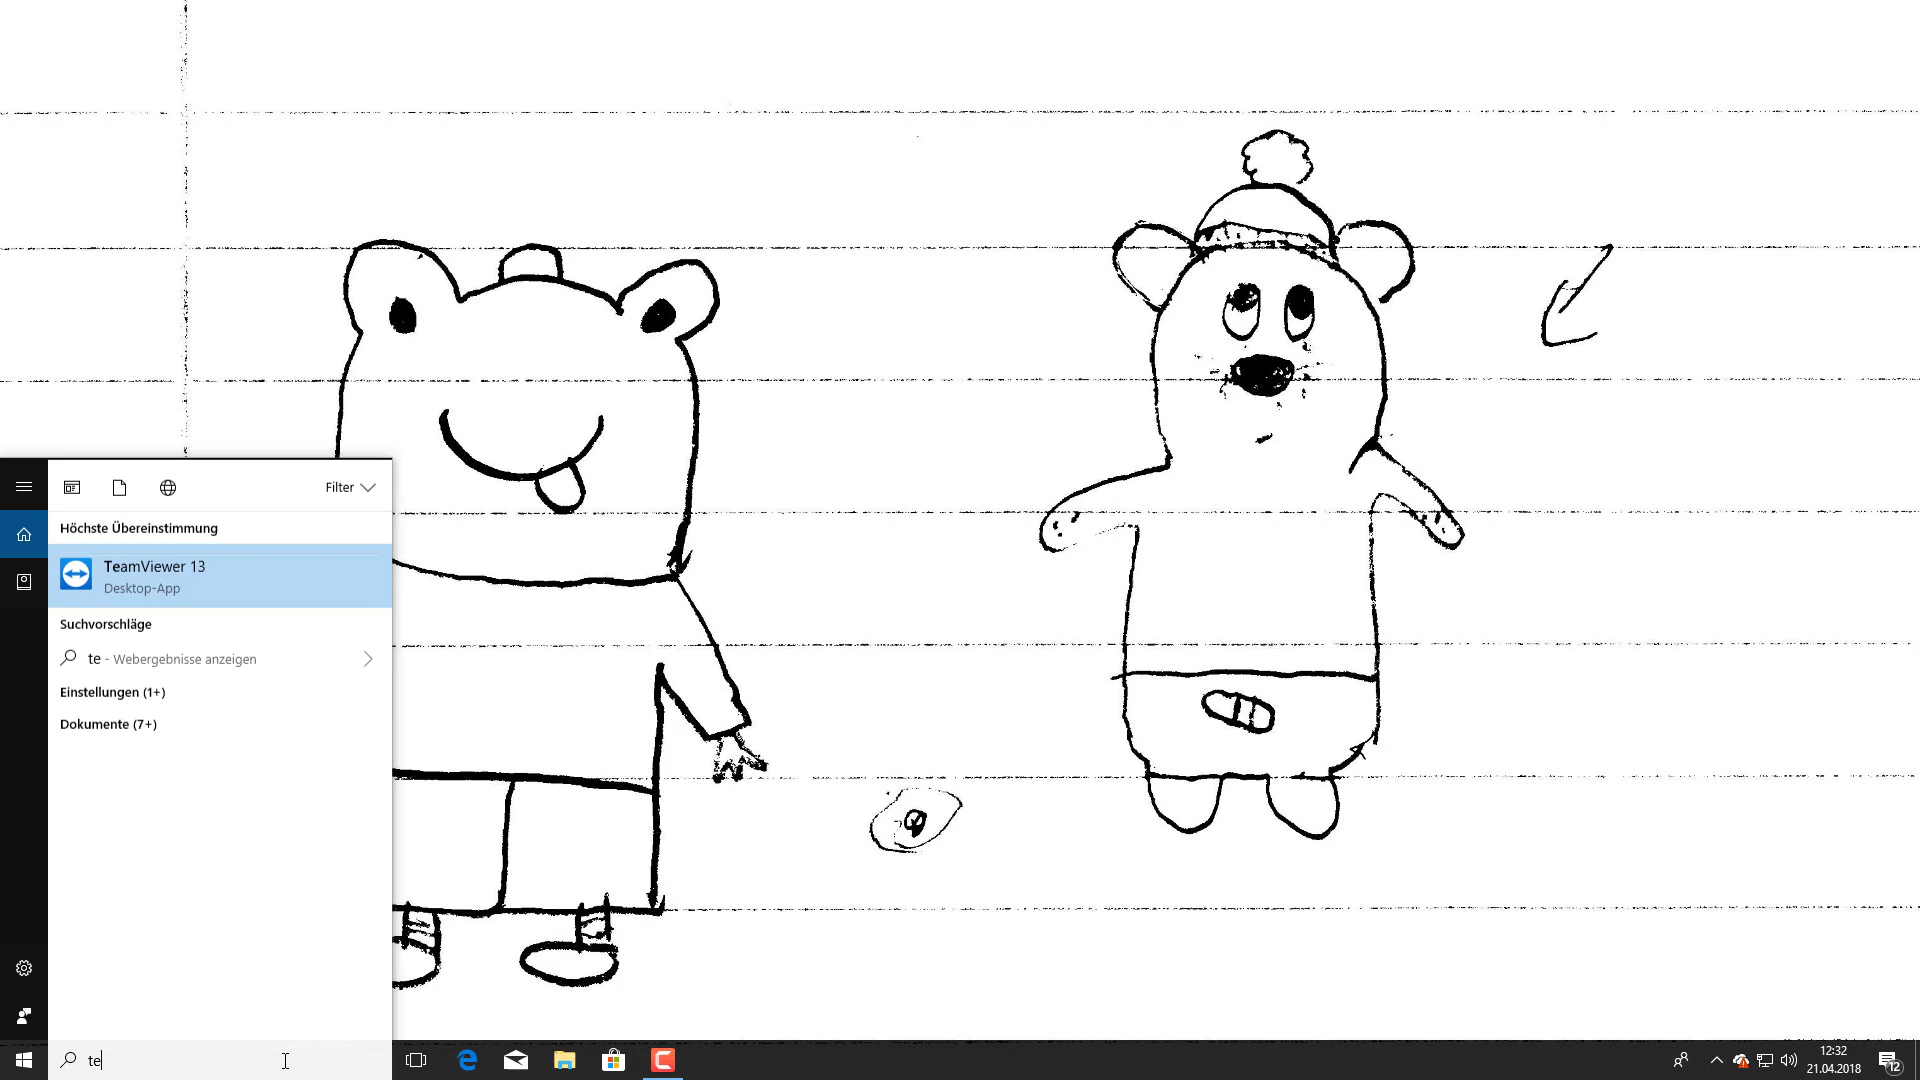 Filter
Höchste Übereinstimmung
TeamViewer 13
Desktop-App
Suchvorschläge
te - Webergebnisse anzeigen
Einstellungen (1+)
Dokumente (7+)
te
12:32
21.04.2018
12